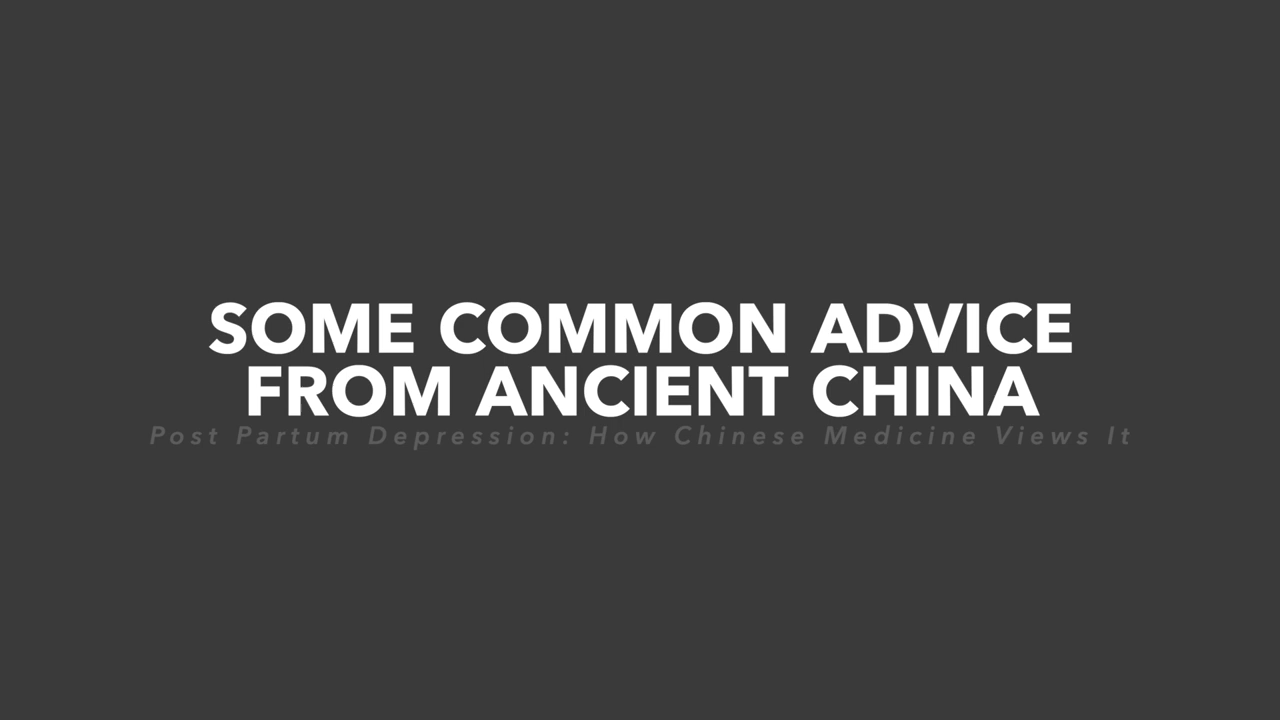 SOME COMMON ADVICE
FROM ANCIENT CHINA
Post Partum Depression: How Chinese Medicine Views It